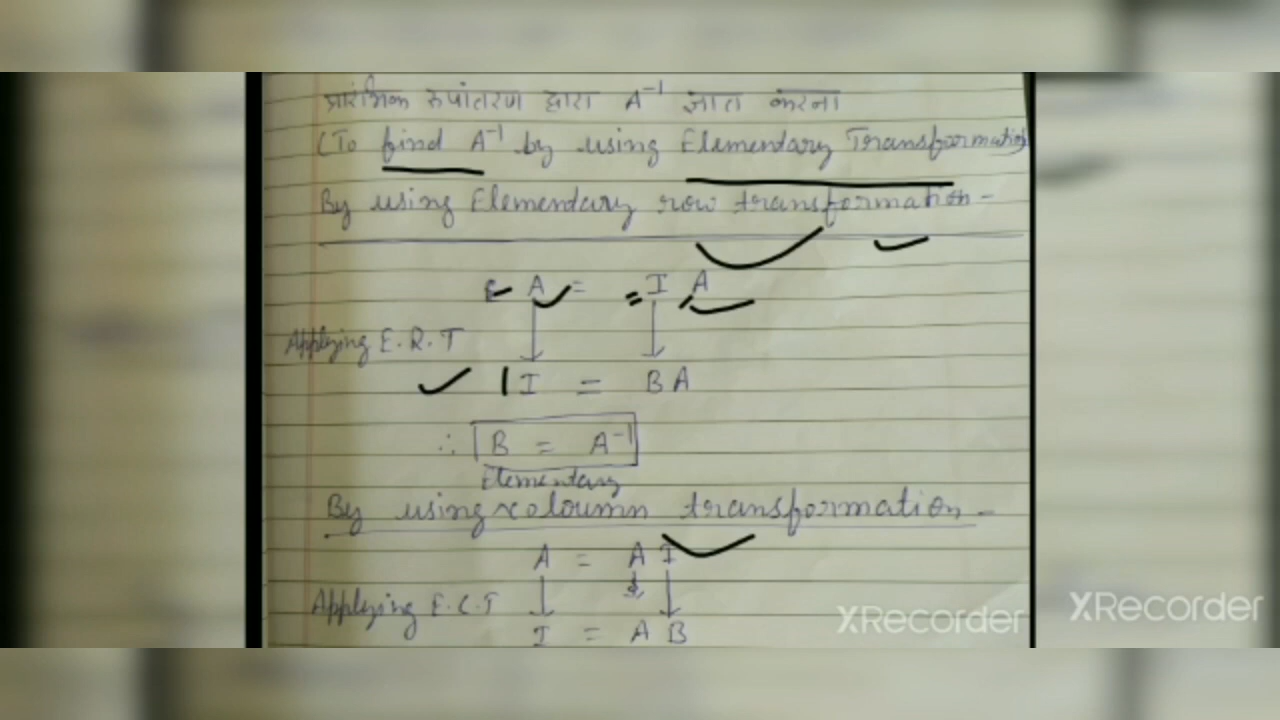 प्रारंभिक रुपांतरण द्वारा A⁻¹ ज्ञात करना
(To find A⁻¹ by using Elementary Transformation
By using Elementary row transformation -
A = I A
Applying E.R.T
I = B A
∴ B = A⁻¹
Elementary
By using coloumn transformation -
A = A I
Applying E.C.T
I = A B
XRecorder
XRecorder